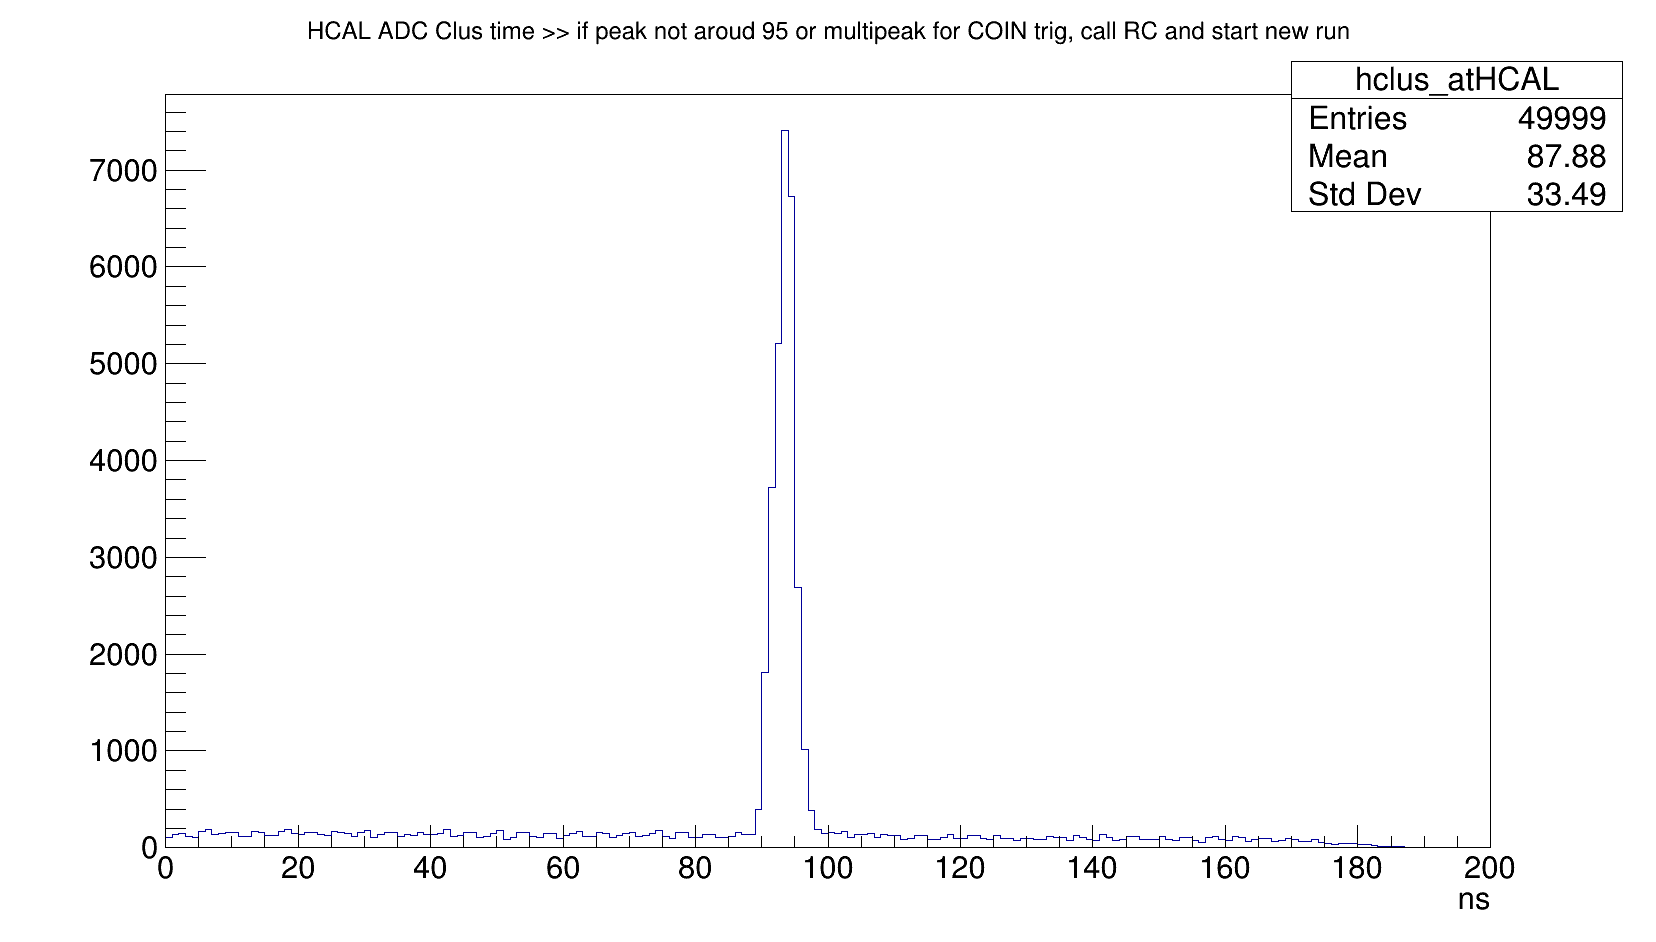 HCAL ADC Clus time >> if peak not aroud 95 or multipeak for COIN trig, call RC and start new run
hclus_atHCAL
Entries 49999
Mean 87.88
Std Dev 33.49
7000
6000
5000
4000
3000
2000
1000
0
0 20 40 60 80 100 120 140 160 180 200
ns